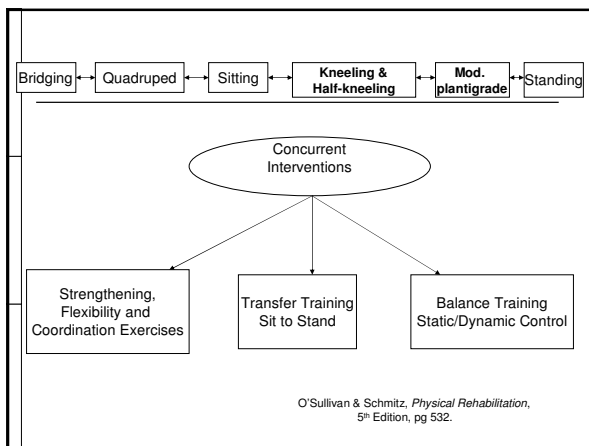 Bridging
Quadruped
Sitting
Kneeling &
Half-kneeling
Mod.
plantigrade
Standing
Concurrent
Interventions
Strengthening,
Flexibility and
Coordination Exercises
Transfer Training
Sit to Stand
Balance Training
Static/Dynamic Control
O'Sullivan & Schmitz, Physical Rehabilitation,
5th Edition, pg 532.